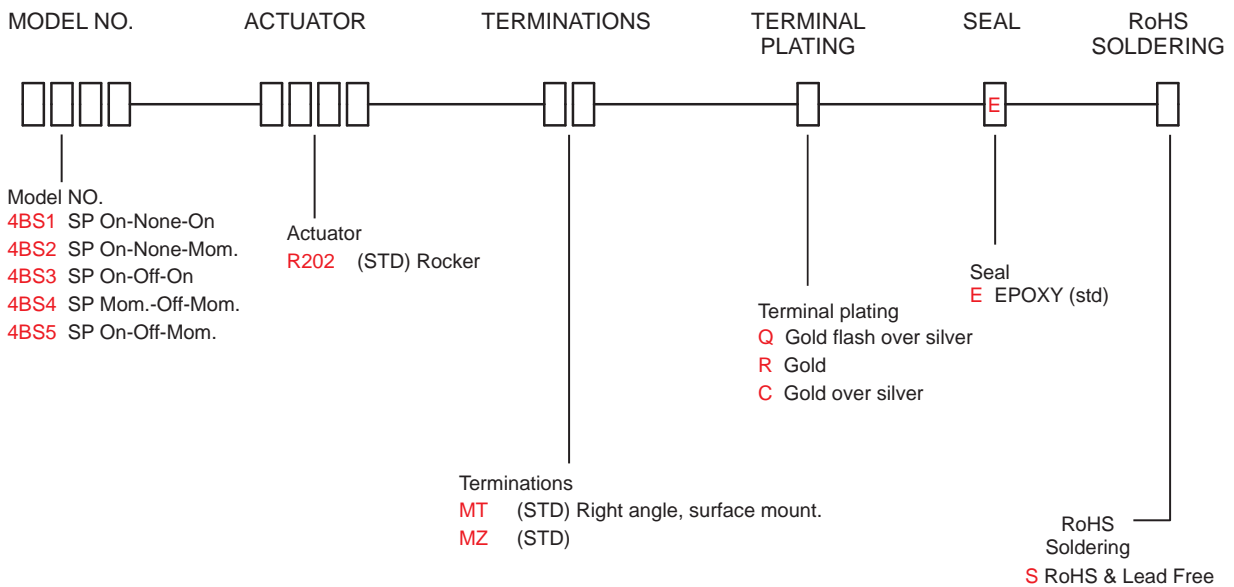 MODEL NO.
ACTUATOR
TERMINATIONS
TERMINAL
PLATING
SEAL
RoHS
SOLDERING
E
Model NO.
4BS1 SP On-None-On
4BS2 SP On-None-Mom.
4BS3 SP On-Off-On
4BS4 SP Mom.-Off-Mom.
4BS5 SP On-Off-Mom.
Actuator
R202 (STD) Rocker
Terminations
MT (STD) Right angle, surface mount.
MZ (STD)
Terminal plating
Q Gold flash over silver
R Gold
C Gold over silver
Seal
E EPOXY (std)
RoHS
Soldering
S RoHS & Lead Free